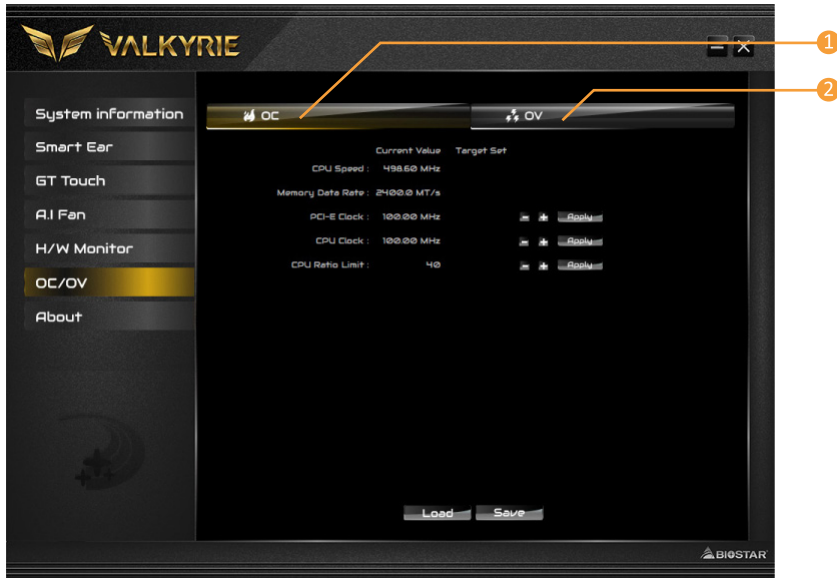 VALKYRIE
1
2
System information
Smart Ear
GT Touch
A.I Fan
H/W Monitor
OC/OV
About
OC
OV
Current Value Target Set
CPU Speed : 498.60 MHz
Memory Data Rate : 2400.0 MT/s
PCI-E Clock : 100.00 MHz - + Apply
CPU Clock : 100.00 MHz - + Apply
CPU Ratio Limit : 40 - + Apply
Load Save
BIOSTAR